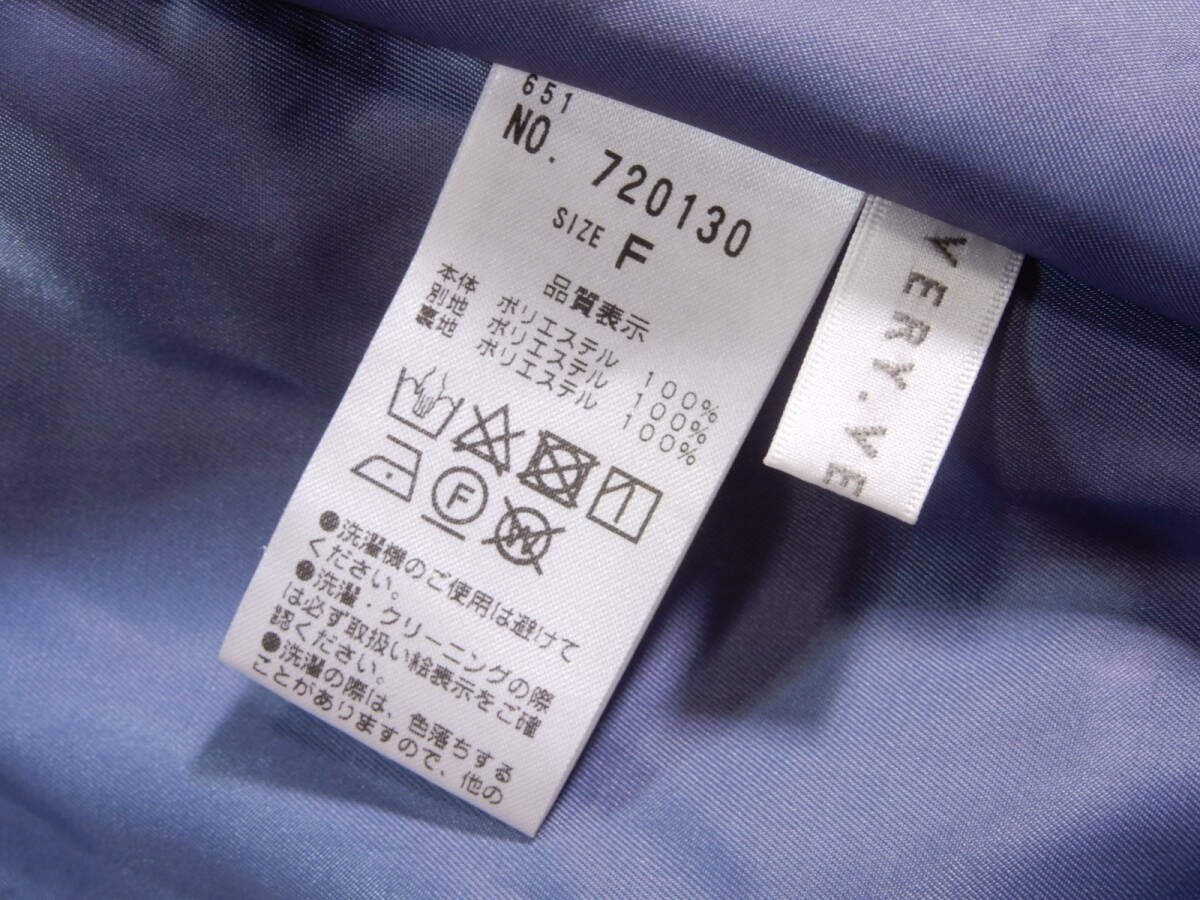 651
NO. 720130
SIZE F
品質表示
本体 ポリエステル 100%
別地 ポリエステル 100%
裏地 ポリエステル 100%
F
W
●洗濯機のご使用は避けて
ください。
●洗濯・クリーニングの際
は必ず取扱い絵表示をご確
認ください。
●洗濯の際は、色落ちする
ことがありますので、他の
VERY.VE